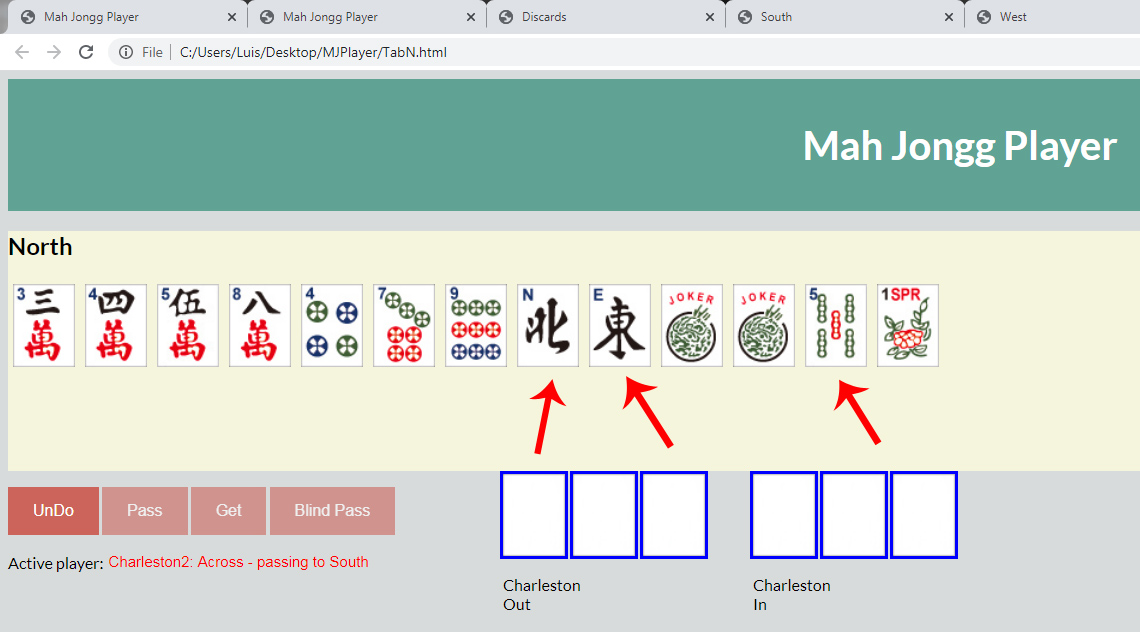 Mah Jongg Player
Mah Jongg Player
Discards
South
West
File
C:/Users/Luis/Desktop/MJPlayer/TabN.html
Mah Jongg Player
North
3 三 萬
4 四 萬
5 伍 萬
8 八 萬
4
7
9
N 北
E 東
JOKER
JOKER
5
1 SPR
UnDo
Pass
Get
Blind Pass
Active player: Charleston2: Across - passing to South
Charleston
Out
Charleston
In